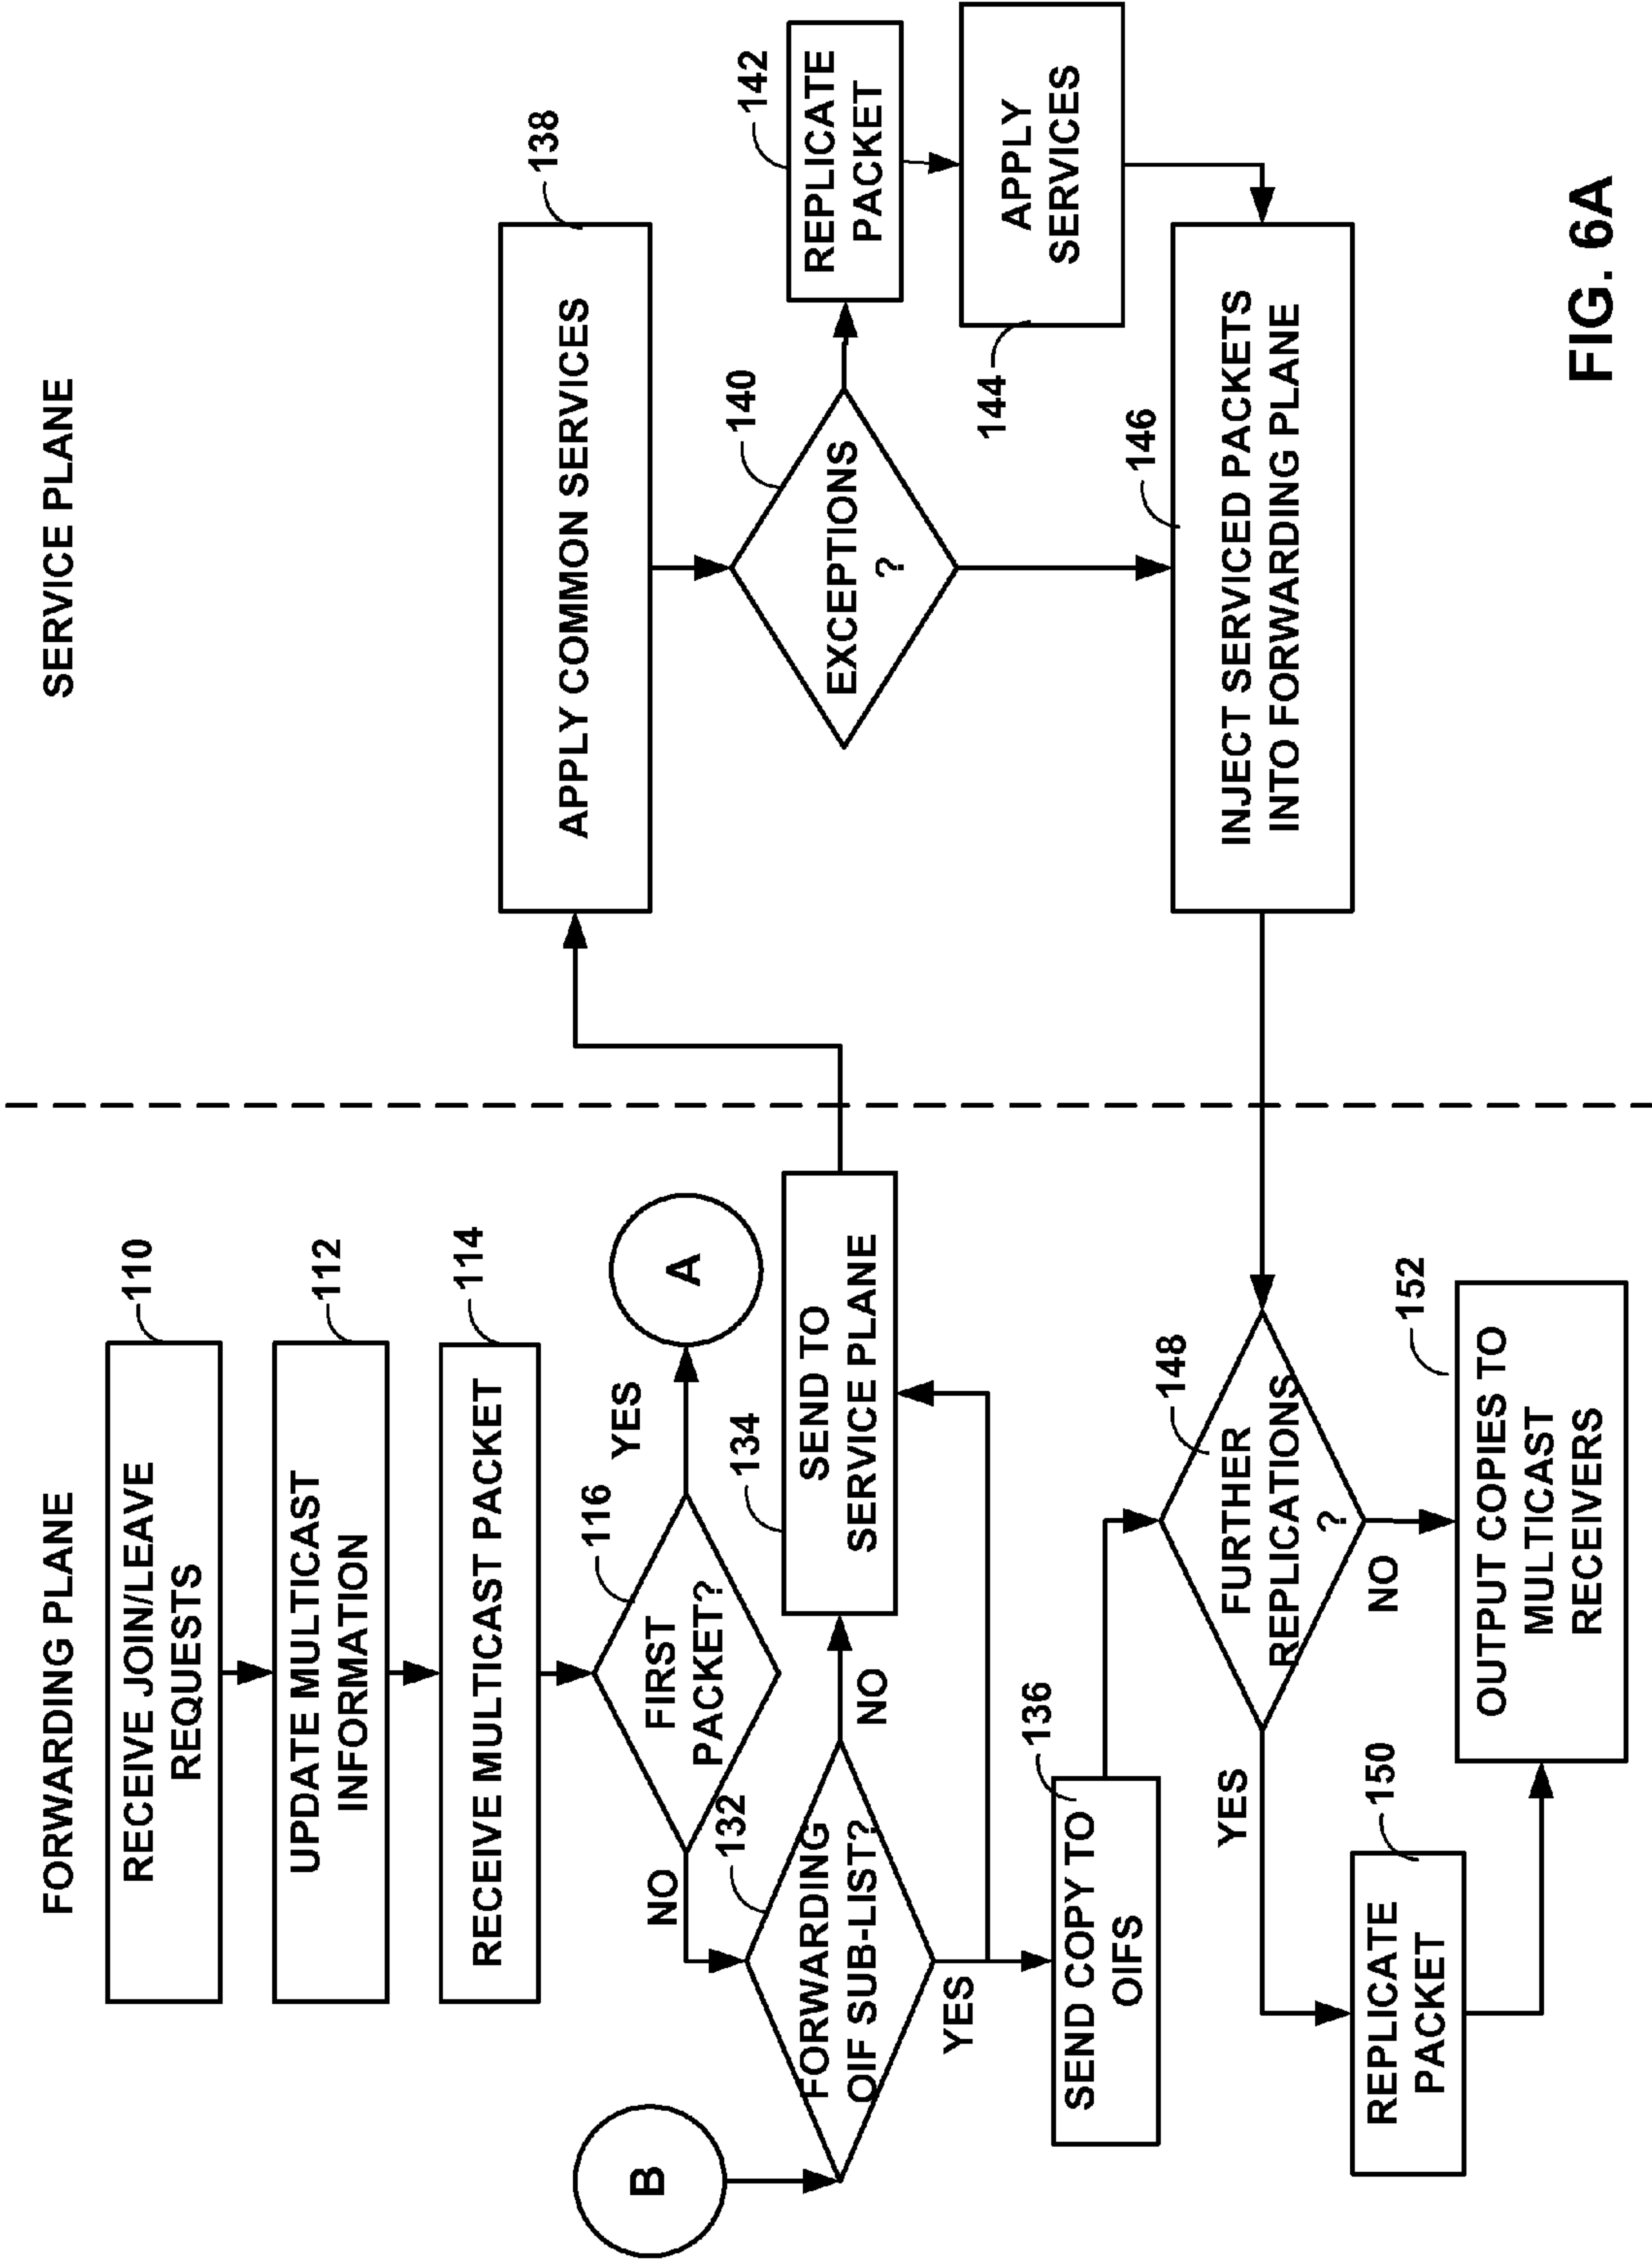 FORWARDING PLANE
SERVICE PLANE
RECEIVE JOIN/LEAVE
REQUESTS
110
UPDATE MULTICAST
INFORMATION
112
RECEIVE MULTICAST PACKET
114
FIRST
PACKET?
116
YES
A
NO
B
FORWARDING
OIF SUB-LIST?
132
NO
YES
SEND TO
SERVICE PLANE
134
SEND COPY TO
OIFS
136
APPLY COMMON SERVICES
138
EXCEPTIONS
?
140
REPLICATE
PACKET
142
APPLY
SERVICES
144
INJECT SERVICED PACKETS
INTO FORWARDING PLANE
146
FURTHER
REPLICATIONS
?
148
YES
NO
REPLICATE
PACKET
150
OUTPUT COPIES TO
MULTICAST
RECEIVERS
152
FIG. 6A